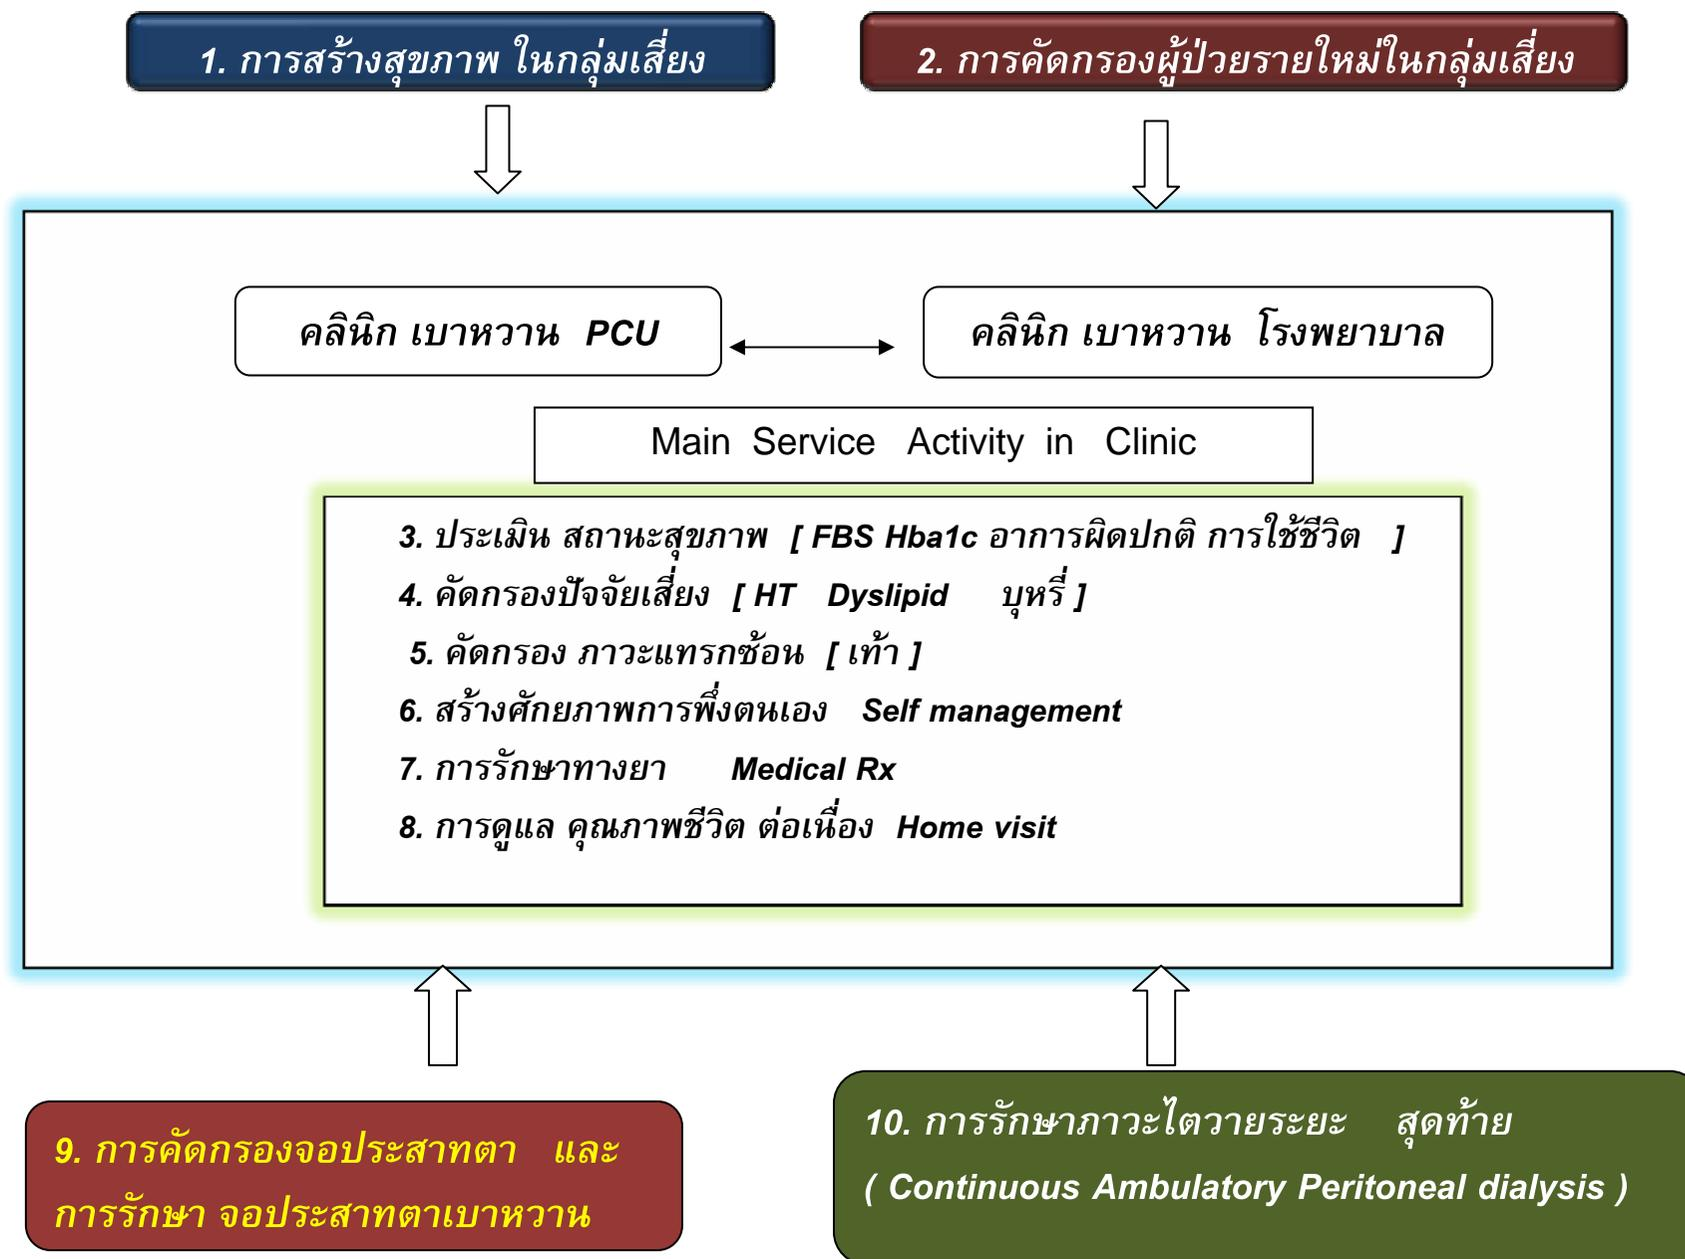 1. การสร้างสุขภาพ ในกลุ่มเสี่ยง
2. การคัดกรองผู้ป่วยรายใหม่ในกลุ่มเสี่ยง
คลินิก เบาหวาน PCU
คลินิก เบาหวาน โรงพยาบาล
Main Service Activity in Clinic
3. ประเมิน สถานะสุขภาพ [ FBS Hba1c อาการผิดปกติ การใช้ชีวิต ]
4. คัดกรองปัจจัยเสี่ยง [ HT Dyslipid บุหรี่ ]
5. คัดกรอง ภาวะแทรกซ้อน [ เท้า ]
6. สร้างศักยภาพการพึ่งตนเอง Self management
7. การรักษาทางยา Medical Rx
8. การดูแล คุณภาพชีวิต ต่อเนื่อง Home visit
9. การคัดกรองจอประสาทตา และ
การรักษา จอประสาทตาเบาหวาน
10. การรักษาภาวะไตวายระยะ สุดท้าย
( Continuous Ambulatory Peritoneal dialysis )